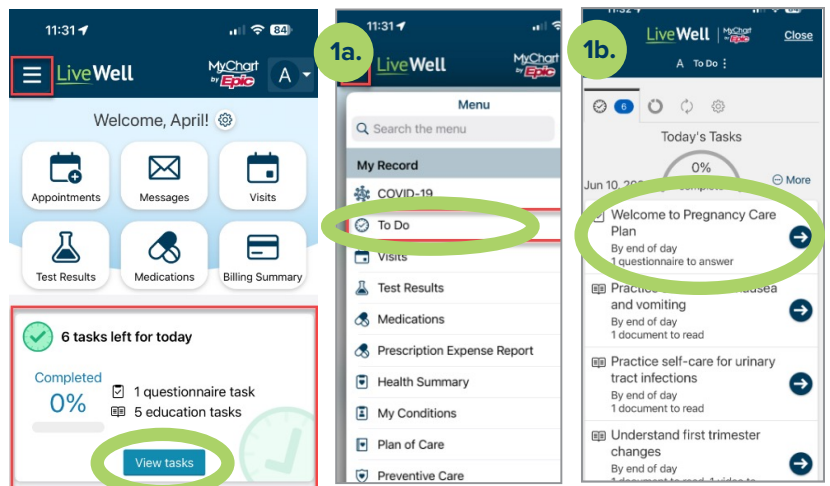 11:31
84
LiveWell
MyChart
by Epic
A
Welcome, April!
Appointments
Messages
Visits
Test Results
Medications
Billing Summary
6 tasks left for today
Completed
0%
1 questionnaire task
5 education tasks
View tasks
1a.
11:31
LiveWell
MyChart
by Epic
Menu
Search the menu
My Record
COVID-19
To Do
Visits
Test Results
Medications
Prescription Expense Report
Health Summary
My Conditions
Plan of Care
Preventive Care
1b.
11:32
LiveWell
MyChart
by Epic
Close
A To Do
6
Today's Tasks
0%
Jun 10,
More
Welcome to Pregnancy Care
Plan
By end of day
1 questionnaire to answer
and vomiting
By end of day
1 document to read
Practice self-care for urinary
tract infections
By end of day
1 document to read
Understand first trimester
changes
By end of day